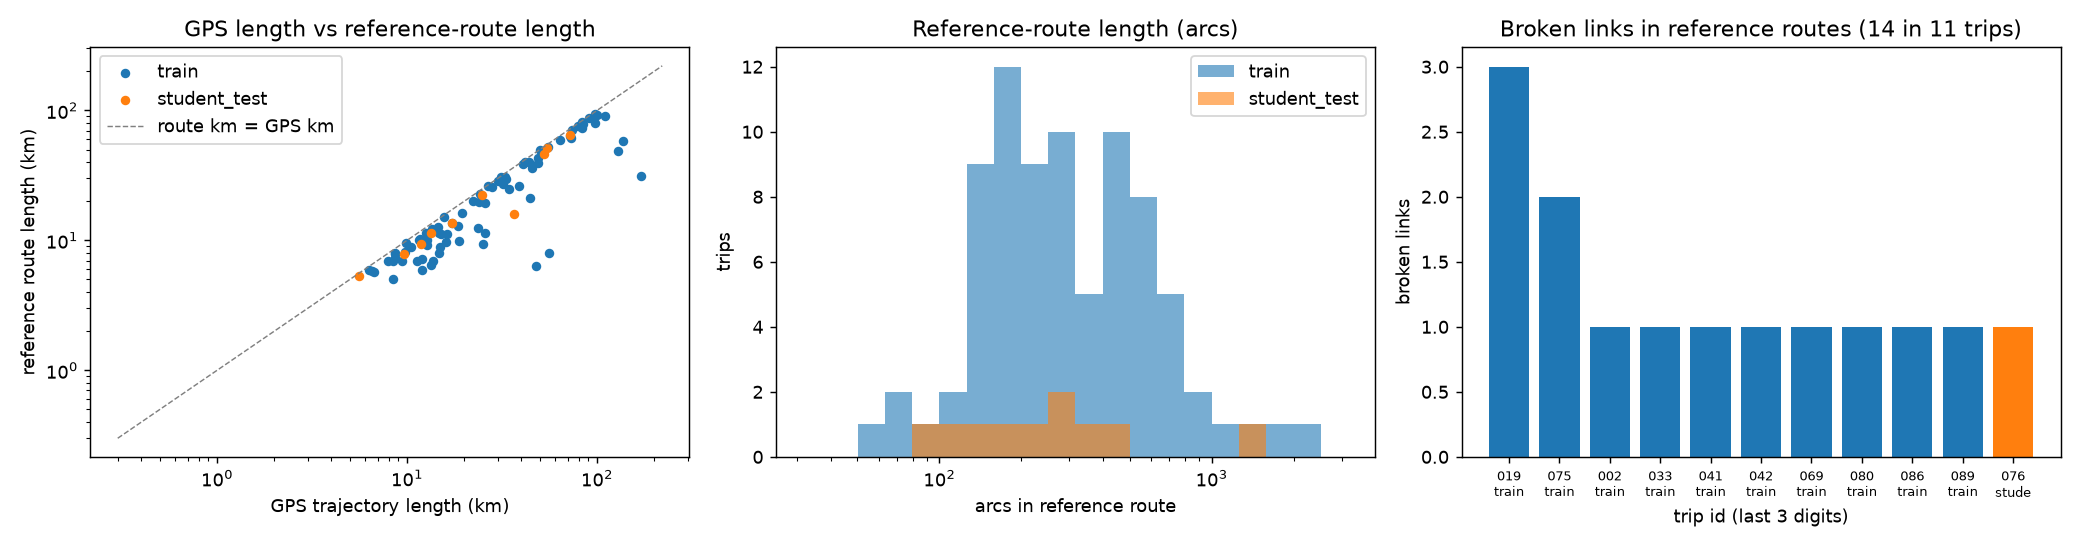 GPS length vs reference-route length
train
student_test
route km = GPS km
10²
10¹
10⁰
reference route length (km)
10⁰
10¹
10²
GPS trajectory length (km)
Reference-route length (arcs)
train
student_test
12
10
8
6
4
2
0
trips
10²
10³
arcs in reference route
Broken links in reference routes (14 in 11 trips)
3.0
2.5
2.0
1.5
1.0
0.5
0.0
broken links
019 075 002 033 041 042 069 080 086 089 076
train train train train train train train train train train stude
trip id (last 3 digits)